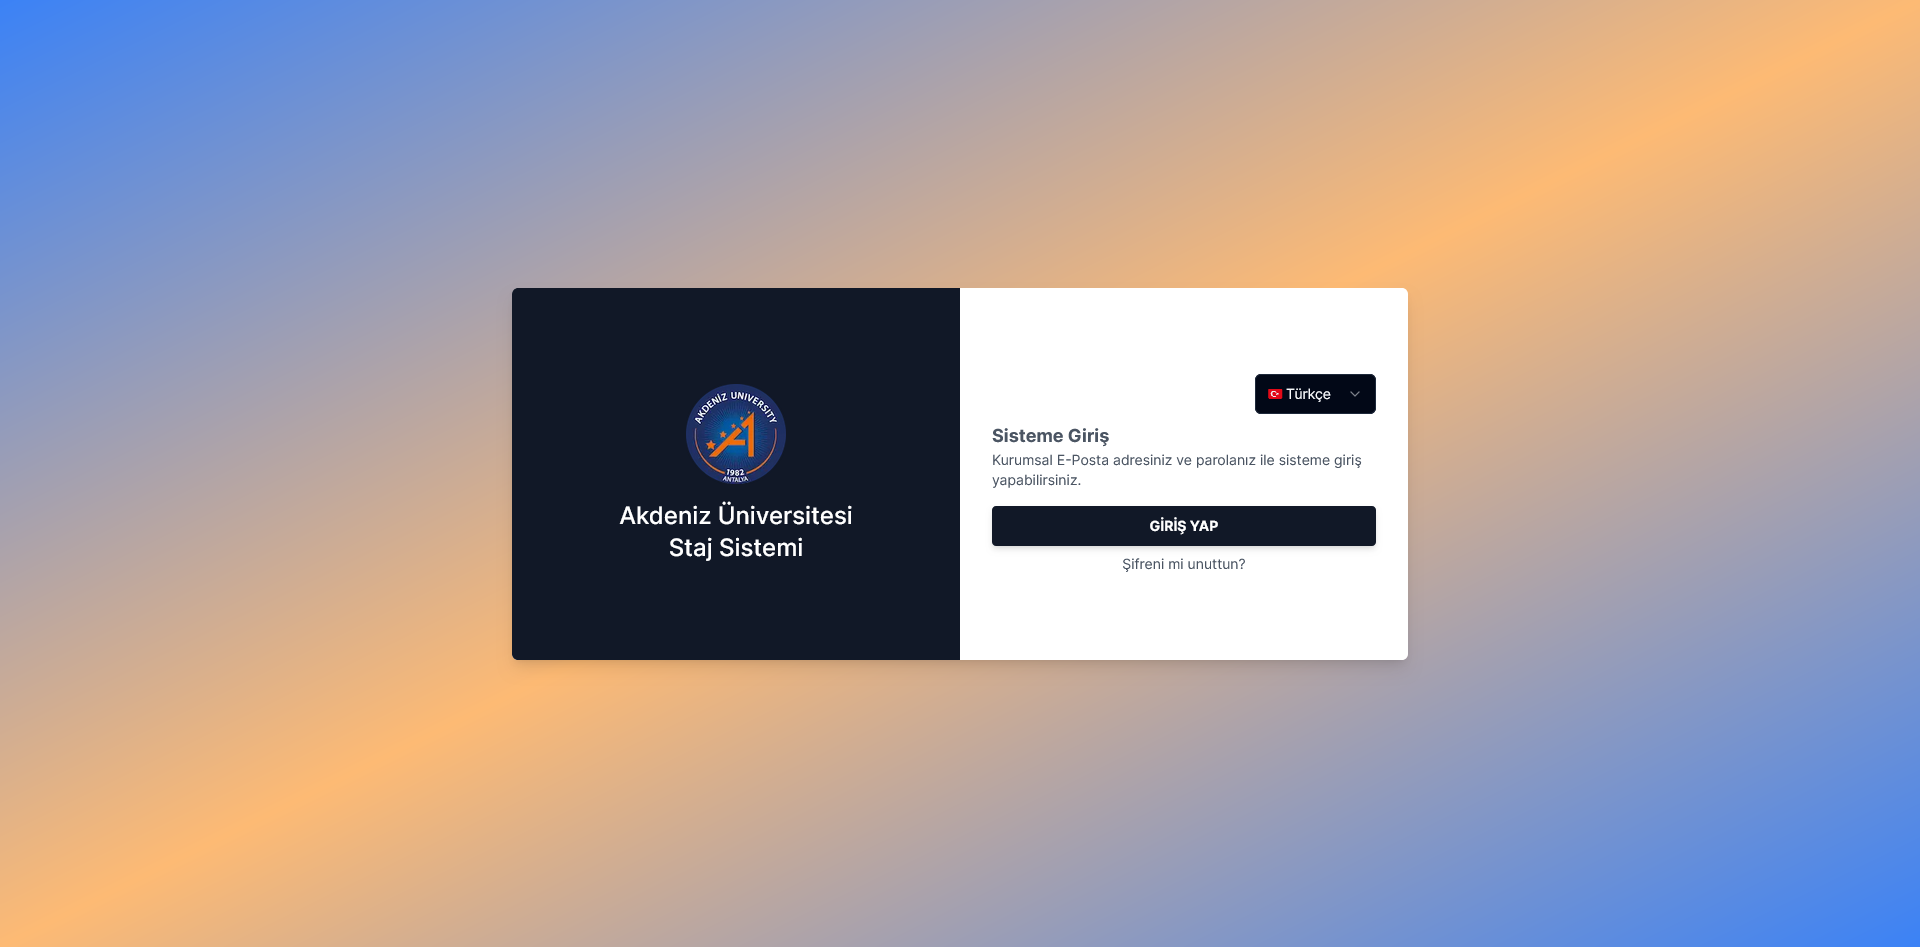 AKDENİZ UNIVERSITY
1982
ANTALYA
Akdeniz Üniversitesi
Staj Sistemi
Türkçe
Sisteme Giriş
Kurumsal E-Posta adresiniz ve parolanız ile sisteme giriş
yapabilirsiniz.
GİRİŞ YAP
Şifreni mi unuttun?